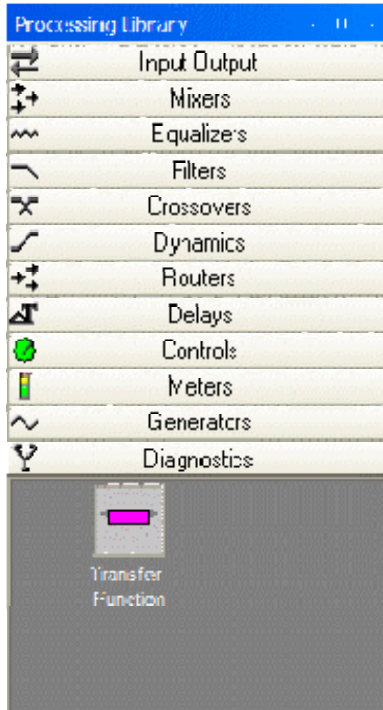 Processing Library
Input Output
Mixers
Equalizers
Filters
Crossovers
Dynamics
Routers
Delays
Controls
Meters
Generators
Diagnostics
Transfer
Function